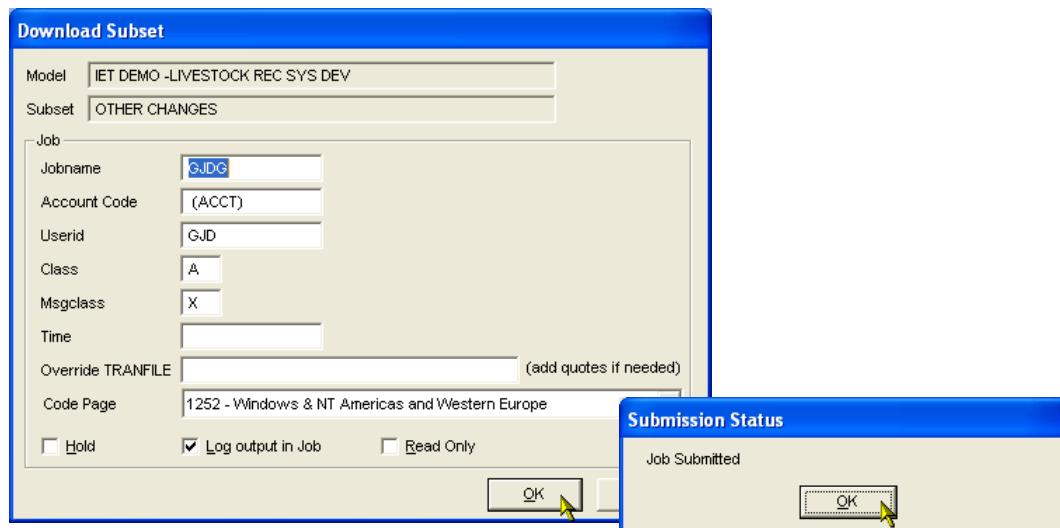 Download Subset
Model IET DEMO -LIVESTOCK REC SYS DEV
Subset OTHER CHANGES
Job
Jobname GJDG
Account Code (ACCT)
Userid GJD
Class A
Msgclass X
Time
Override TRANFILE (add quotes if needed)
Code Page 1252 - Windows & NT Americas and Western Europe
Hold Log output in Job Read Only
OK
Submission Status
Job Submitted
OK